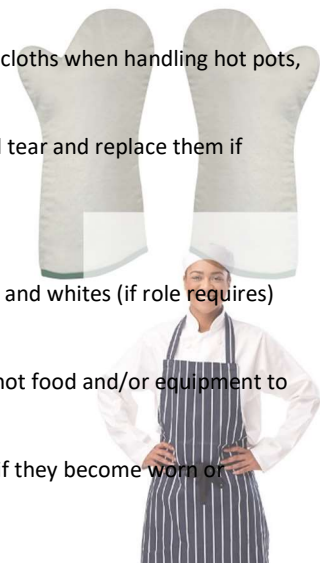 cloths when handling hot pots,
tear and replace them if
and whites (if role requires)
hot food and/or equipment to
if they become worn or